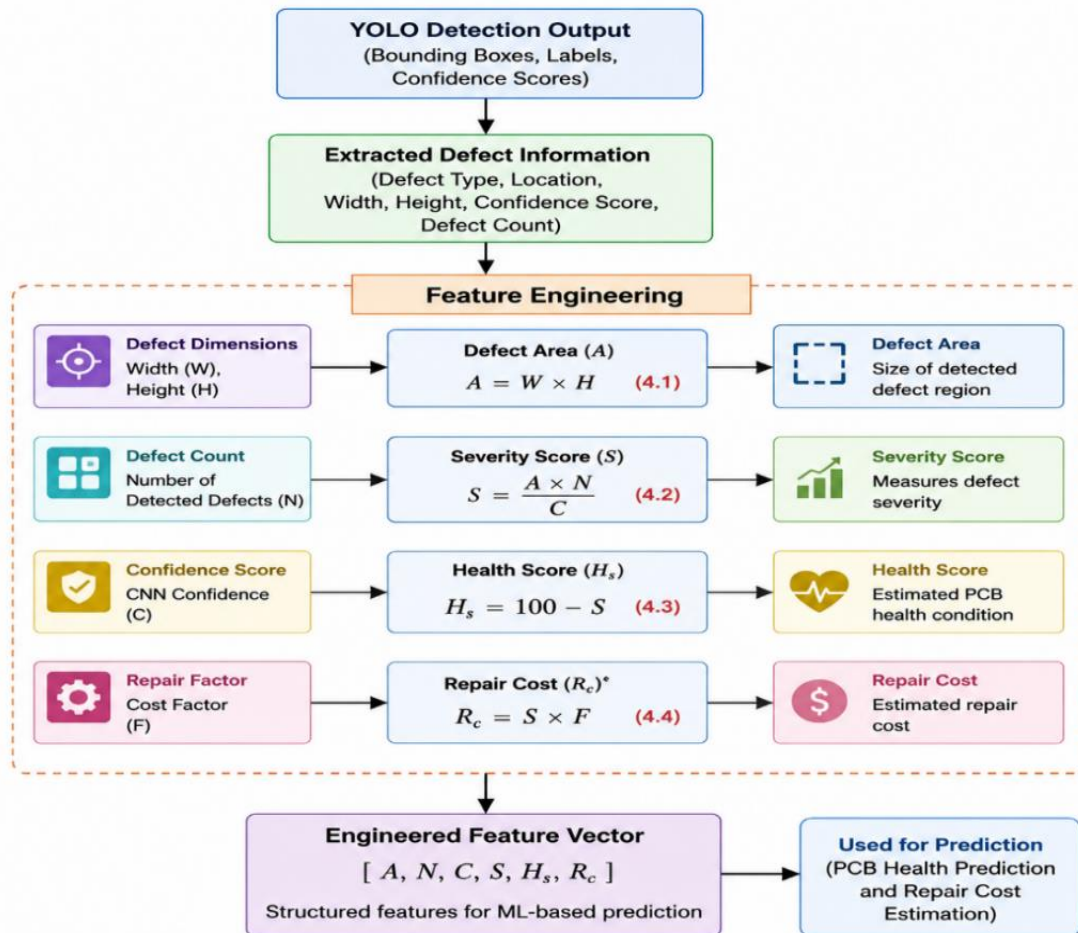 YOLO Detection Output
(Bounding Boxes, Labels,
Confidence Scores)
Extracted Defect Information
(Defect Type, Location,
Width, Height, Confidence Score,
Defect Count)
Feature Engineering
Defect Dimensions
Width (W),
Height (H)
Defect Area (A)
A = W × H (4.1)
Defect Area
Size of detected
defect region
Defect Count
Number of
Detected Defects (N)
Severity Score (S)
S = A × N / C (4.2)
Severity Score
Measures defect
severity
Confidence Score
CNN Confidence
(C)
Health Score (Hₛ)
Hₛ = 100 − S (4.3)
Health Score
Estimated PCB
health condition
Repair Factor
Cost Factor
(F)
Repair Cost (R_c)*
R_c = S × F (4.4)
Repair Cost
Estimated repair
cost
Engineered Feature Vector
[ A, N, C, S, Hₛ, R_c ]
Structured features for ML-based prediction
Used for Prediction
(PCB Health Prediction
and Repair Cost
Estimation)
$